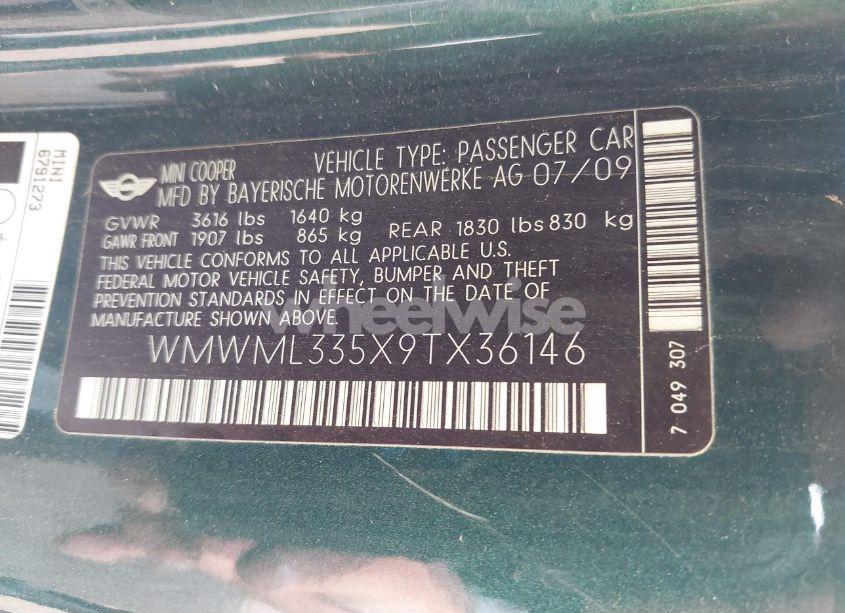 MINI
6791273
s.
MINI COOPER VEHICLE TYPE: PASSENGER CAR
MFD BY BAYERISCHE MOTORENWERKE AG 07/09
GVWR 3616 lbs 1640 kg
GAWR FRONT 1907 lbs 865 kg REAR 1830 lbs 830 kg
THIS VEHICLE CONFORMS TO ALL APPLICABLE U.S.
FEDERAL MOTOR VEHICLE SAFETY, BUMPER AND THEFT
PREVENTION STANDARDS IN EFFECT ON THE DATE OF
MANUFACTURE SHOWN ABOVE.
WMWML335X9TX36146
7 049 307
wheelwise